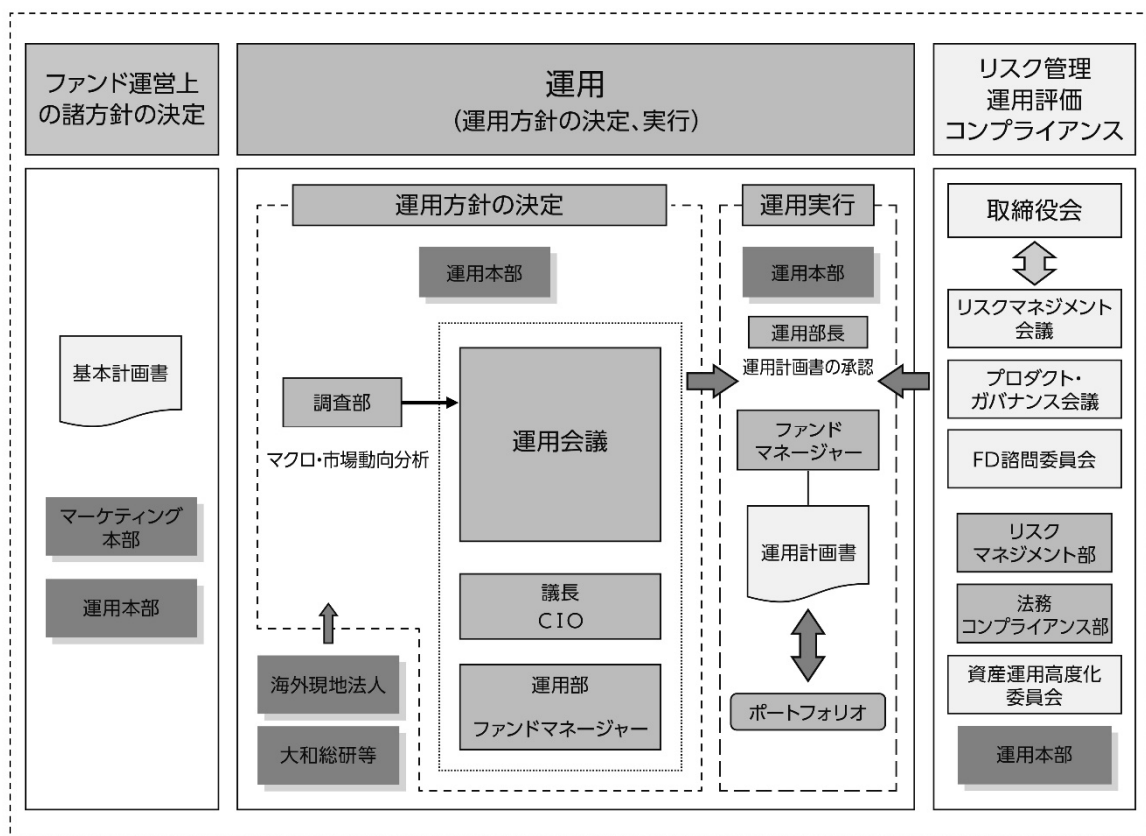 ファンド運営上
の諸方針の決定
運用
(運用方針の決定、実行)
リスク管理
運用評価
コンプライアンス
基本計画書
マーケティング
本部
運用本部
運用方針の決定
運用本部
調査部
マクロ・市場動向分析
運用会議
議長
CIO
運用部
ファンドマネージャー
海外現地法人
大和総研等
運用実行
運用本部
運用部長
運用計画書の承認
ファンド
マネージャー
運用計画書
ポートフォリオ
取締役会
リスクマネジメント
会議
プロダクト・
ガバナンス会議
FD諮問委員会
リスク
マネジメント部
法務
コンプライアンス部
資産運用高度化
委員会
運用本部